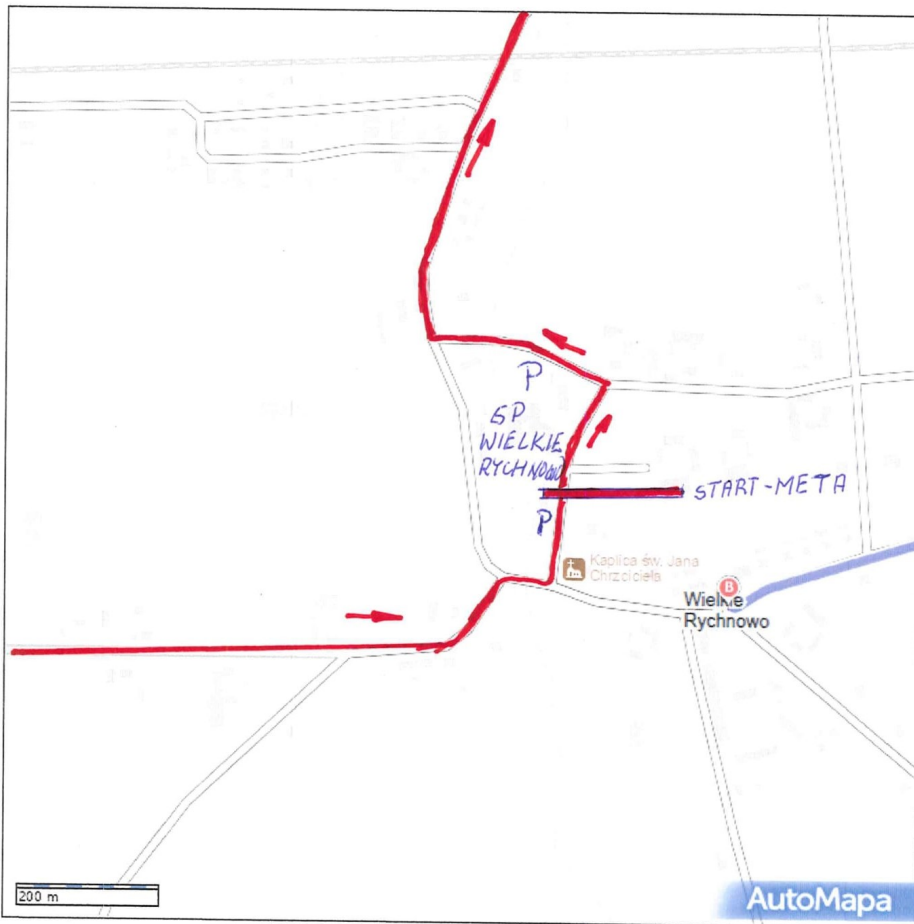 P
SP
WIELKIE
RYCHNOWO
START-META
P
Kaplica św. Jana
Chrzciciela
B
Wielkie
Rychnowo
200 m
AutoMapa